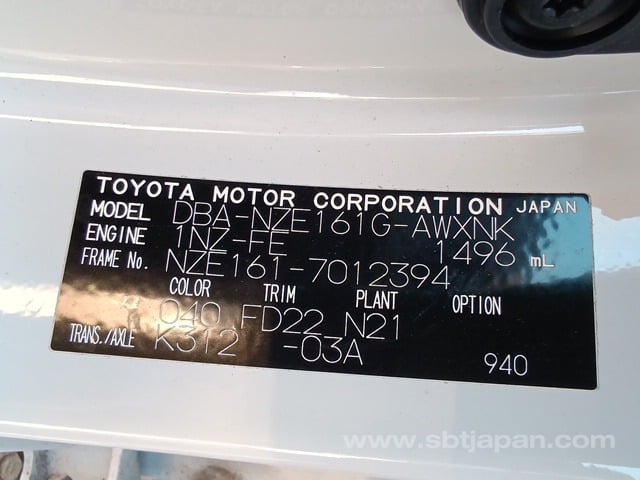 TOYOTA MOTOR CORPORATION JAPAN
MODEL DBA-NZE161G-AWXNK
ENGINE 1NZ-FE 1496 mL
FRAME No. NZE161-7012394
COLOR TRIM PLANT OPTION
040 FD22 N21
TRANS./AXLE K312 -03A
940
www.sbtjapan.com